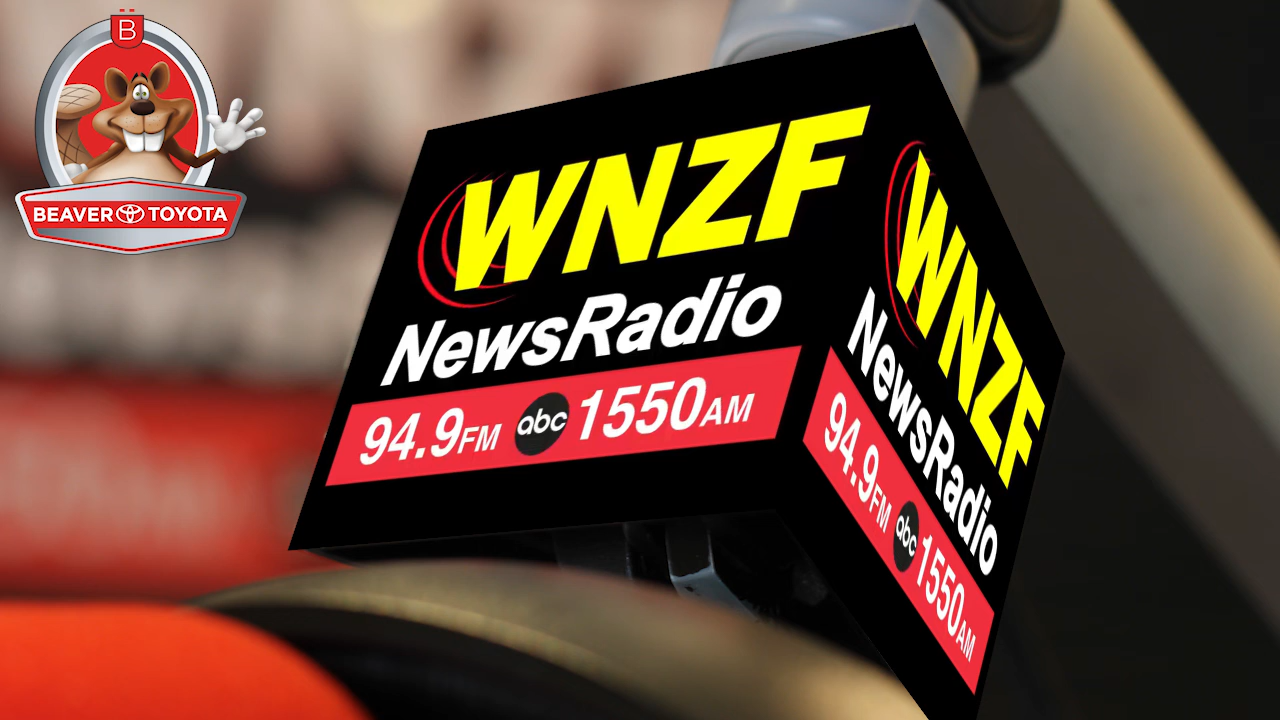 B̈
BEAVER TOYOTA
WNZF
NewsRadio
94.9FM abc 1550AM
WNZF
NewsRadio
94.9FM abc 1550AM